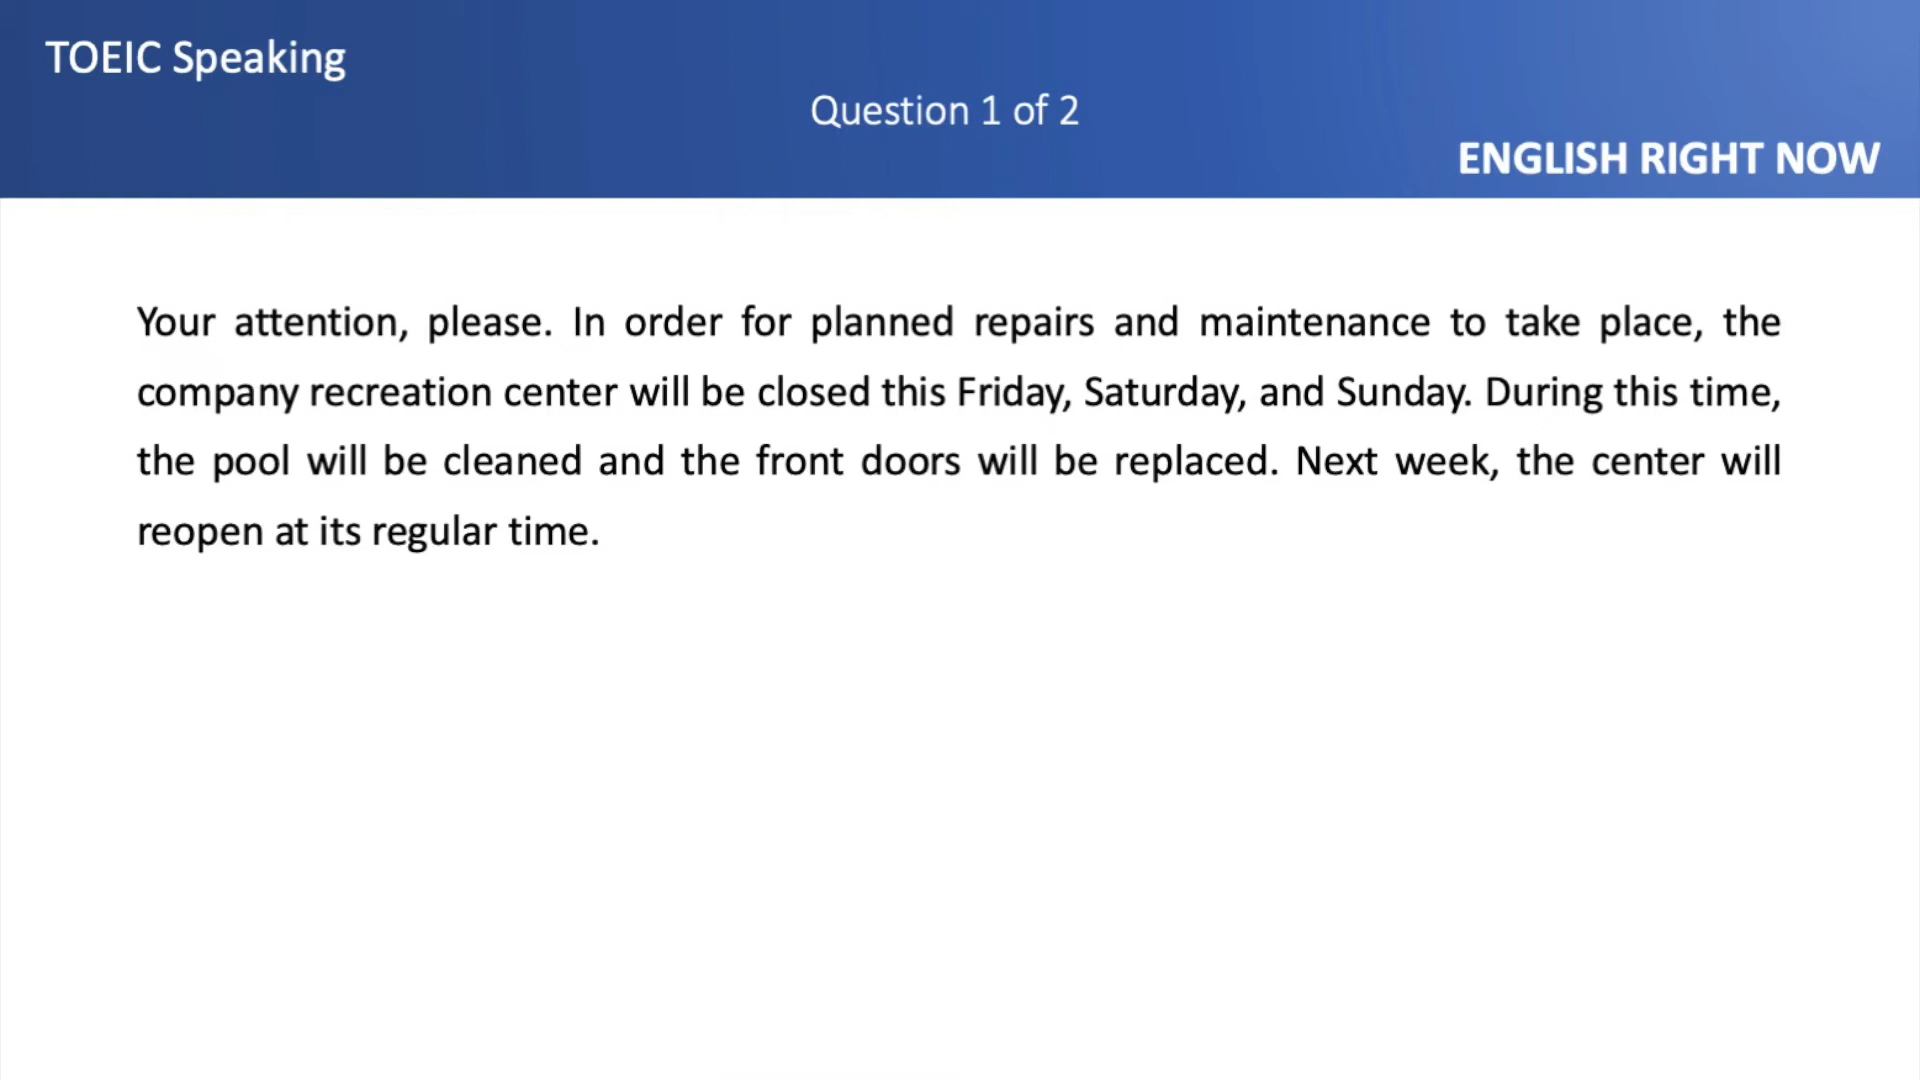 TOEIC Speaking
Question 1 of 2
ENGLISH RIGHT NOW
Your attention, please. In order for planned repairs and maintenance to take place, the
company recreation center will be closed this Friday, Saturday, and Sunday. During this time,
the pool will be cleaned and the front doors will be replaced. Next week, the center will
reopen at its regular time.